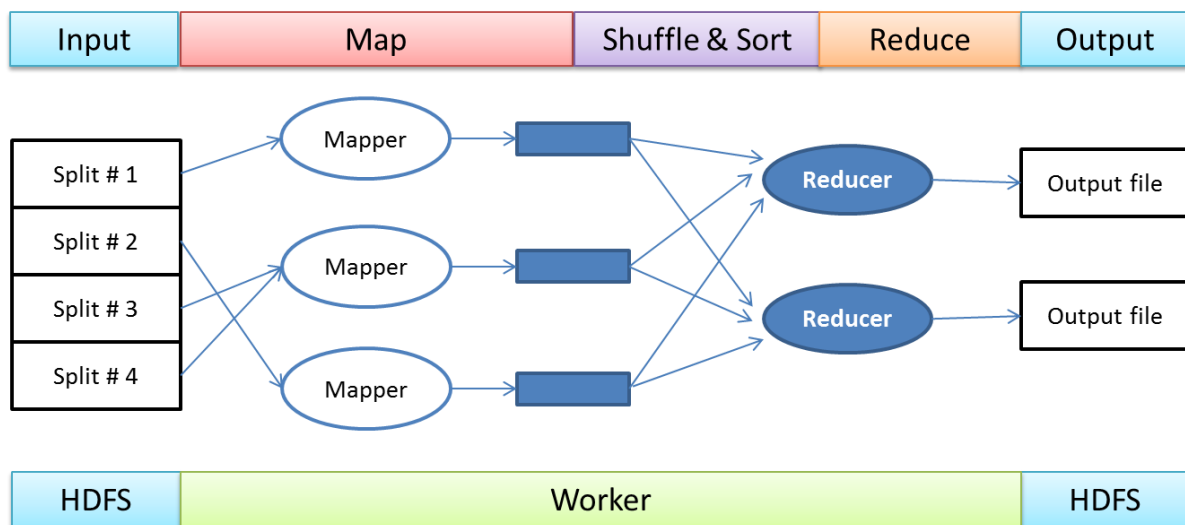 Input
Map
Shuffle & Sort
Reduce
Output
Mapper
Split # 1
Reducer
Output file
Split # 2
Mapper
Split # 3
Reducer
Output file
Split # 4
Mapper
HDFS
Worker
HDFS